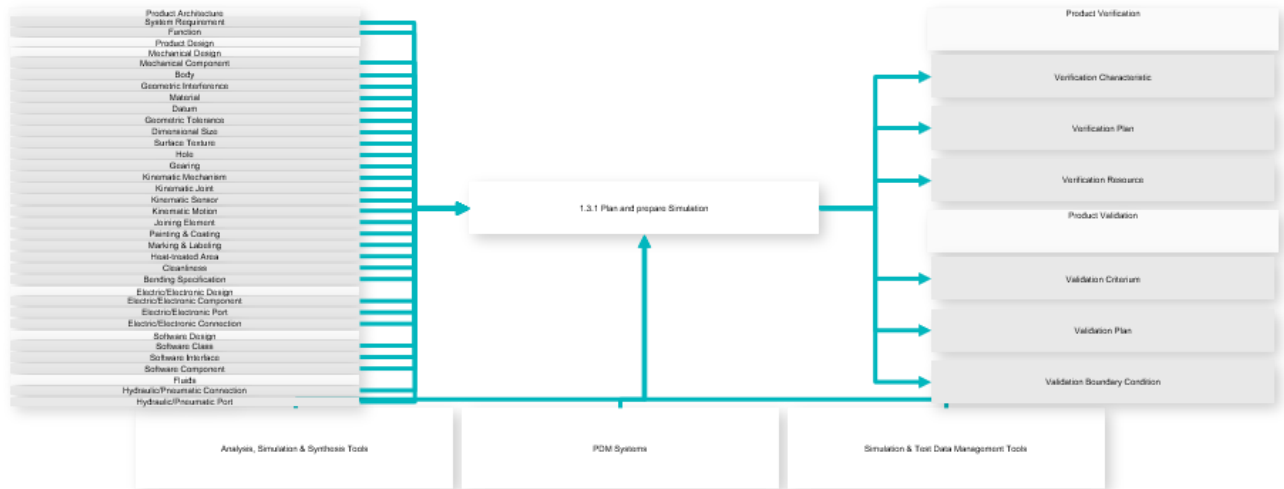 Product Architecture
System Requirement
Function
Product Design
Mechanical Design
Mechanical Component
Body
Geometric Interference
Material
Datum
Geometric Tolerance
Dimensional Size
Surface Texture
Hole
Gearing
Kinematic Mechanism
Kinematic Joint
Kinematic Sensor
Kinematic Motion
Joining Element
Painting & Coating
Marking & Labeling
Heat-treated Area
Cleanliness
Bending Specification
Electric/Electronic Design
Electric/Electronic Component
Electric/Electronic Port
Electric/Electronic Connection
Software Design
Software Class
Software Interface
Software Component
Fluids
Hydraulic/Pneumatic Connection
Hydraulic/Pneumatic Port
1.3.1 Plan and prepare Simulation
Product Verification
Verification Characteristic
Verification Plan
Verification Resource
Product Validation
Validation Criterium
Validation Plan
Validation Boundary Condition
Analysis, Simulation & Synthesis Tools
PDM Systems
Simulation & Test Data Management Tools